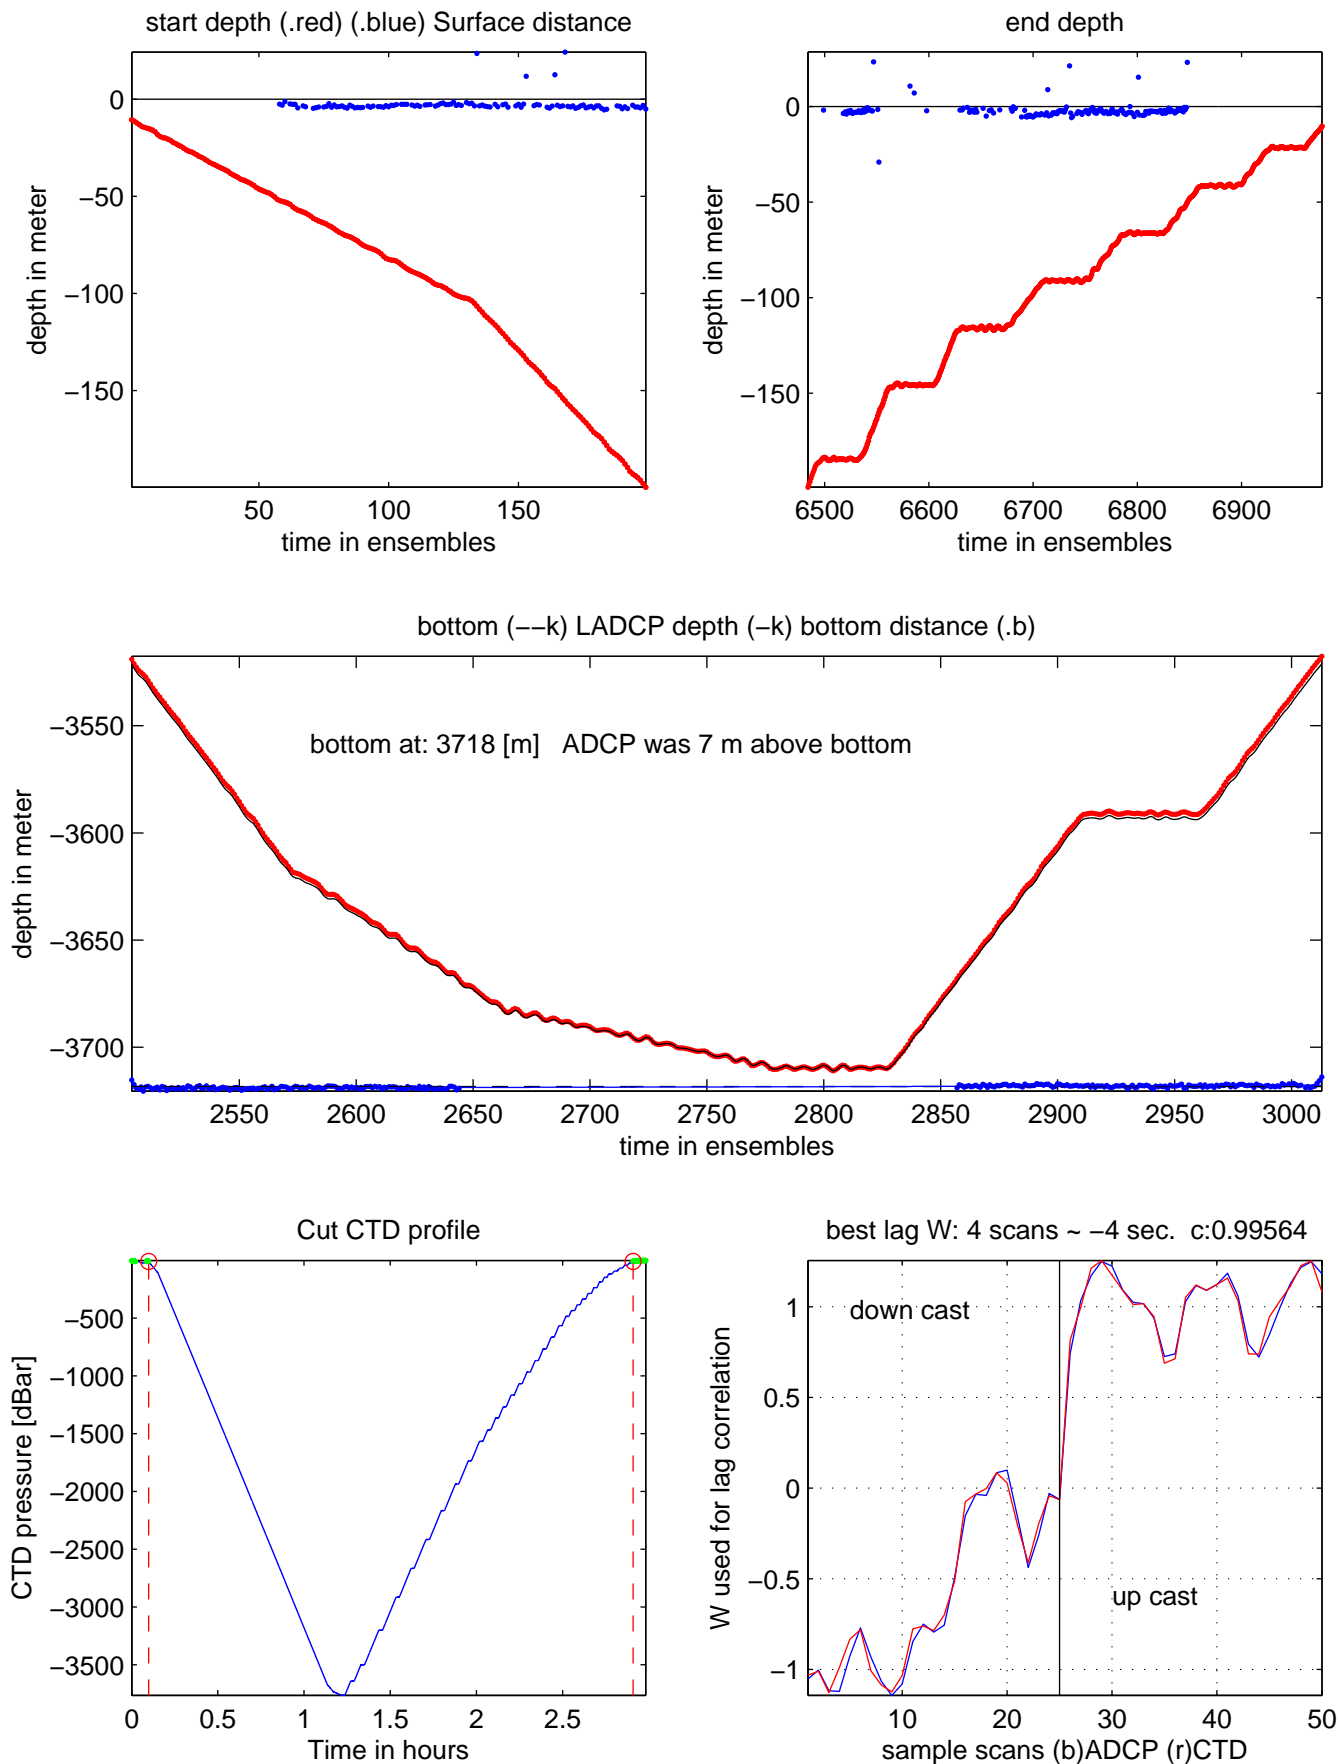 start depth (.red) (.blue) Surface distance
0
−50
−100
−150
depth in meter
50 100 150
time in ensembles
end depth
0
−50
−100
−150
depth in meter
6500 6600 6700 6800 6900
time in ensembles
bottom (−−k) LADCP depth (−k) bottom distance (.b)
−3550
−3600
−3650
−3700
depth in meter
bottom at: 3718 [m] ADCP was 7 m above bottom
2550 2600 2650 2700 2750 2800 2850 2900 2950 3000
time in ensembles
Cut CTD profile
−500
−1000
−1500
−2000
−2500
−3000
−3500
CTD pressure [dBar]
0 0.5 1 1.5 2 2.5
Time in hours
best lag W: 4 scans ~ −4 sec. c:0.99564
1
0.5
0
−0.5
−1
W used for lag correlation
down cast
up cast
10 20 30 40 50
sample scans (b)ADCP (r)CTD